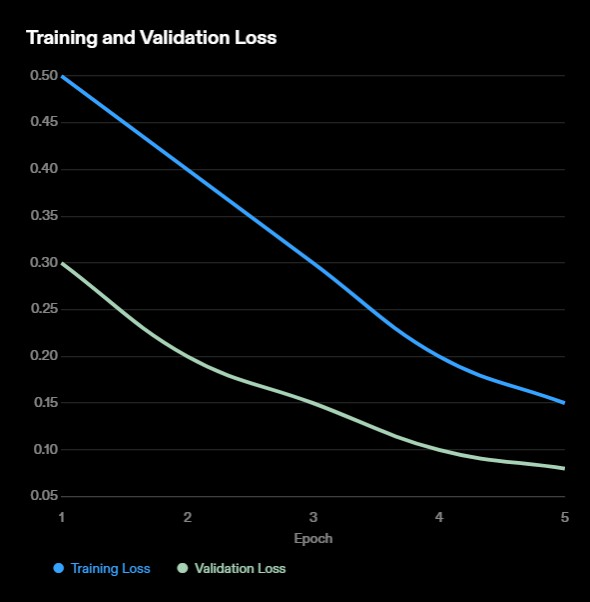 Training and Validation Loss
0.50
0.45
0.40
0.35
0.30
0.25
0.20
0.15
0.10
0.05
1 2 3 4 5
Epoch
Training Loss Validation Loss